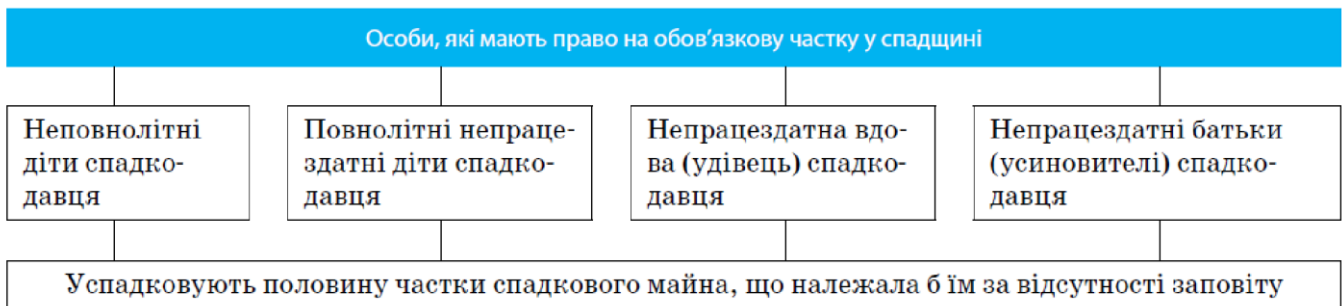 Особи, які мають право на обов’язкову частку у спадщині
Неповнолітні
діти спадко-
давця
Повнолітні непраце-
здатні діти спадко-
давця
Непрацездатна вдо-
ва (удівець) спадко-
давця
Непрацездатні батьки
(усиновителі) спадко-
давця
Успадковують половину частки спадкового майна, що належала б їм за відсутності заповіту